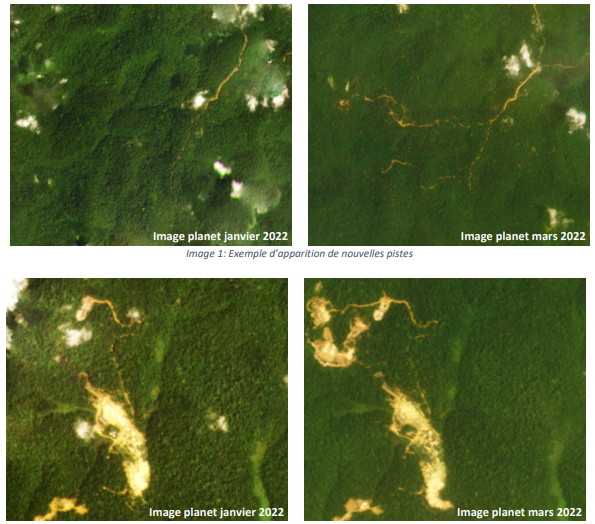 Image planet janvier 2022
Image planet mars 2022
Image 1: Exemple d'apparition de nouvelles pistes
Image planet janvier 2022
Image planet mars 2022